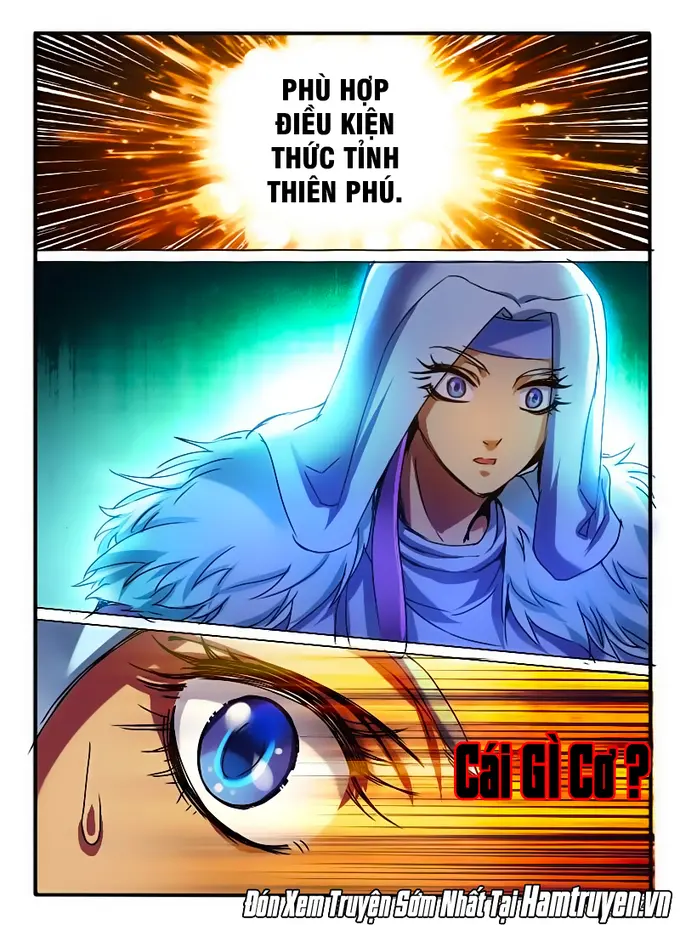 PHÙ HỢP
ĐIỀU KIỆN
THỨC TỈNH
THIÊN PHÚ.
Cái Gì Cơ ?
Đón Xem Truyện Sớm Nhất Tại Hamtruyen.vn